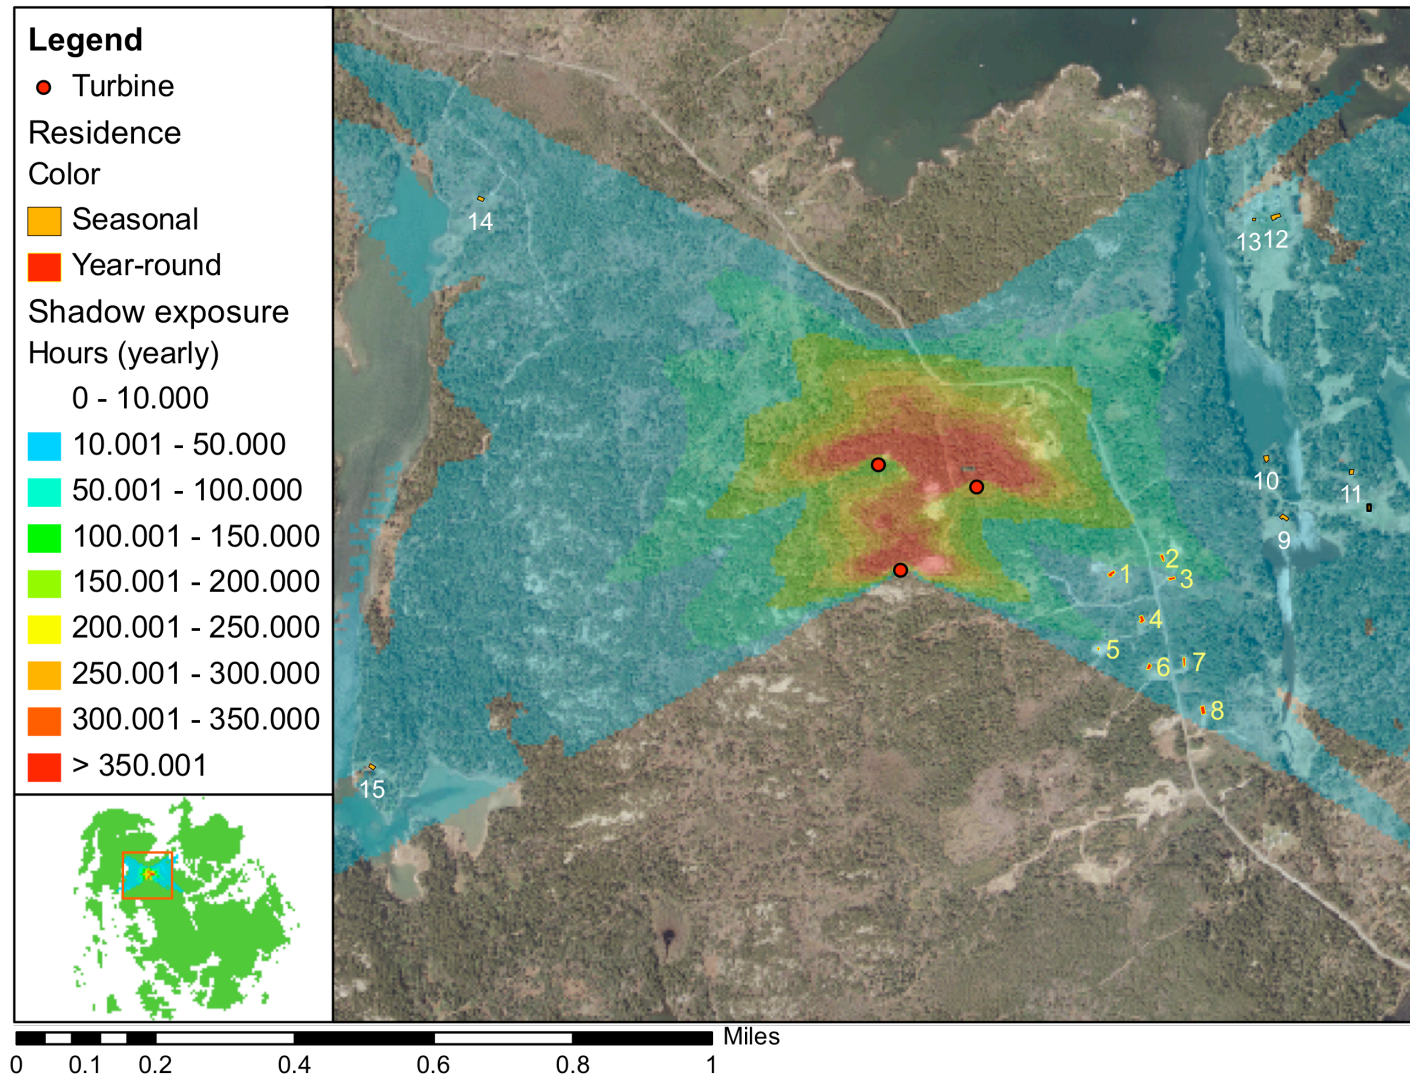 Legend
Turbine
Residence
Color
Seasonal
Year-round
Shadow exposure
Hours (yearly)
0 - 10.000
10.001 - 50.000
50.001 - 100.000
100.001 - 150.000
150.001 - 200.000
200.001 - 250.000
250.001 - 300.000
300.001 - 350.000
> 350.001
14
13 12
10
11
9
2
1
3
4
5
6
7
8
15
Miles
0 0.1 0.2 0.4 0.6 0.8 1